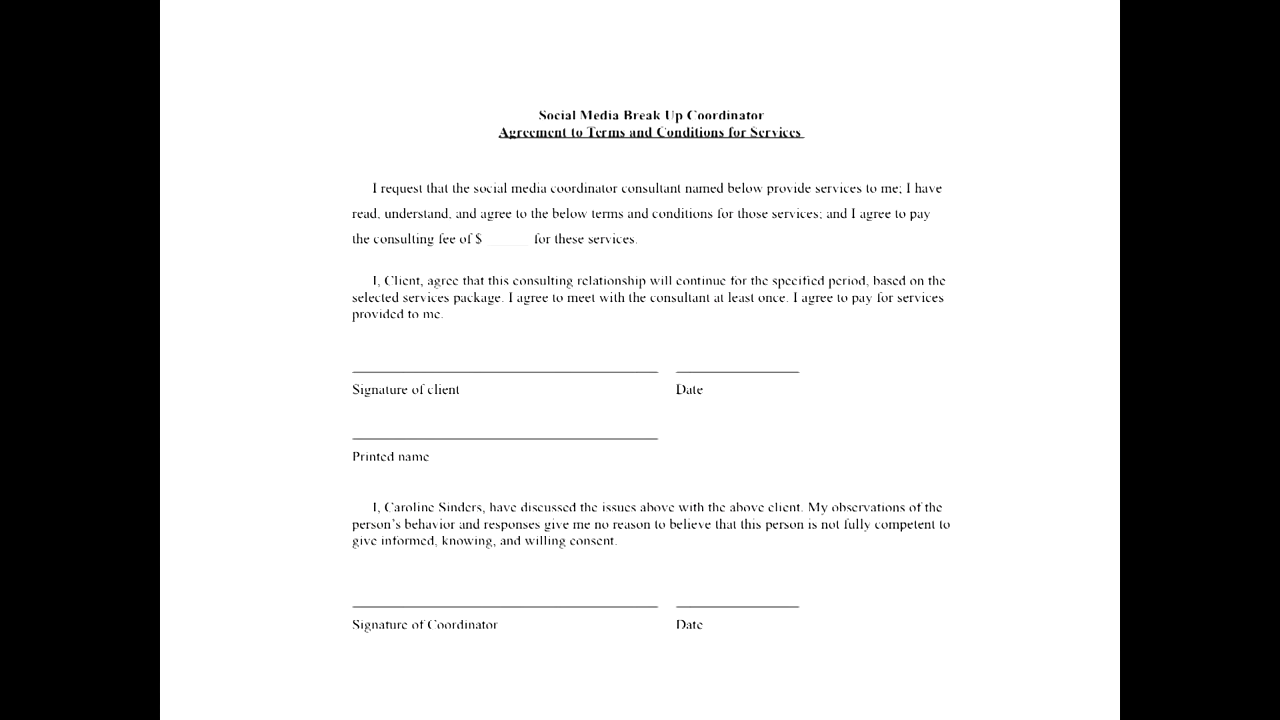 Social Media Break Up Coordinator
Agreement to Terms and Conditions for Services
I request that the social media coordinator consultant named below provide services to me; I have
read, understand, and agree to the below terms and conditions for those services; and I agree to pay
the consulting fee of $______ for these services.
I, Client, agree that this consulting relationship will continue for the specified period, based on the
selected services package. I agree to meet with the consultant at least once. I agree to pay for services
provided to me.
Signature of client Date
Printed name
I, Caroline Sinders, have discussed the issues above with the above client. My observations of the
person's behavior and responses give me no reason to believe that this person is not fully competent to
give informed, knowing, and willing consent.
Signature of Coordinator Date